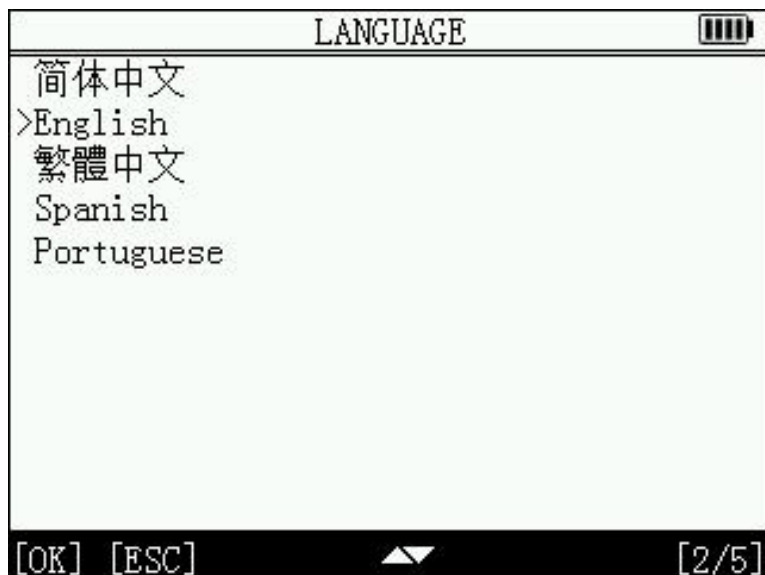 LANGUAGE
简体中文
>English
繁體中文
Spanish
Portuguese
[OK] [ESC] [2/5]